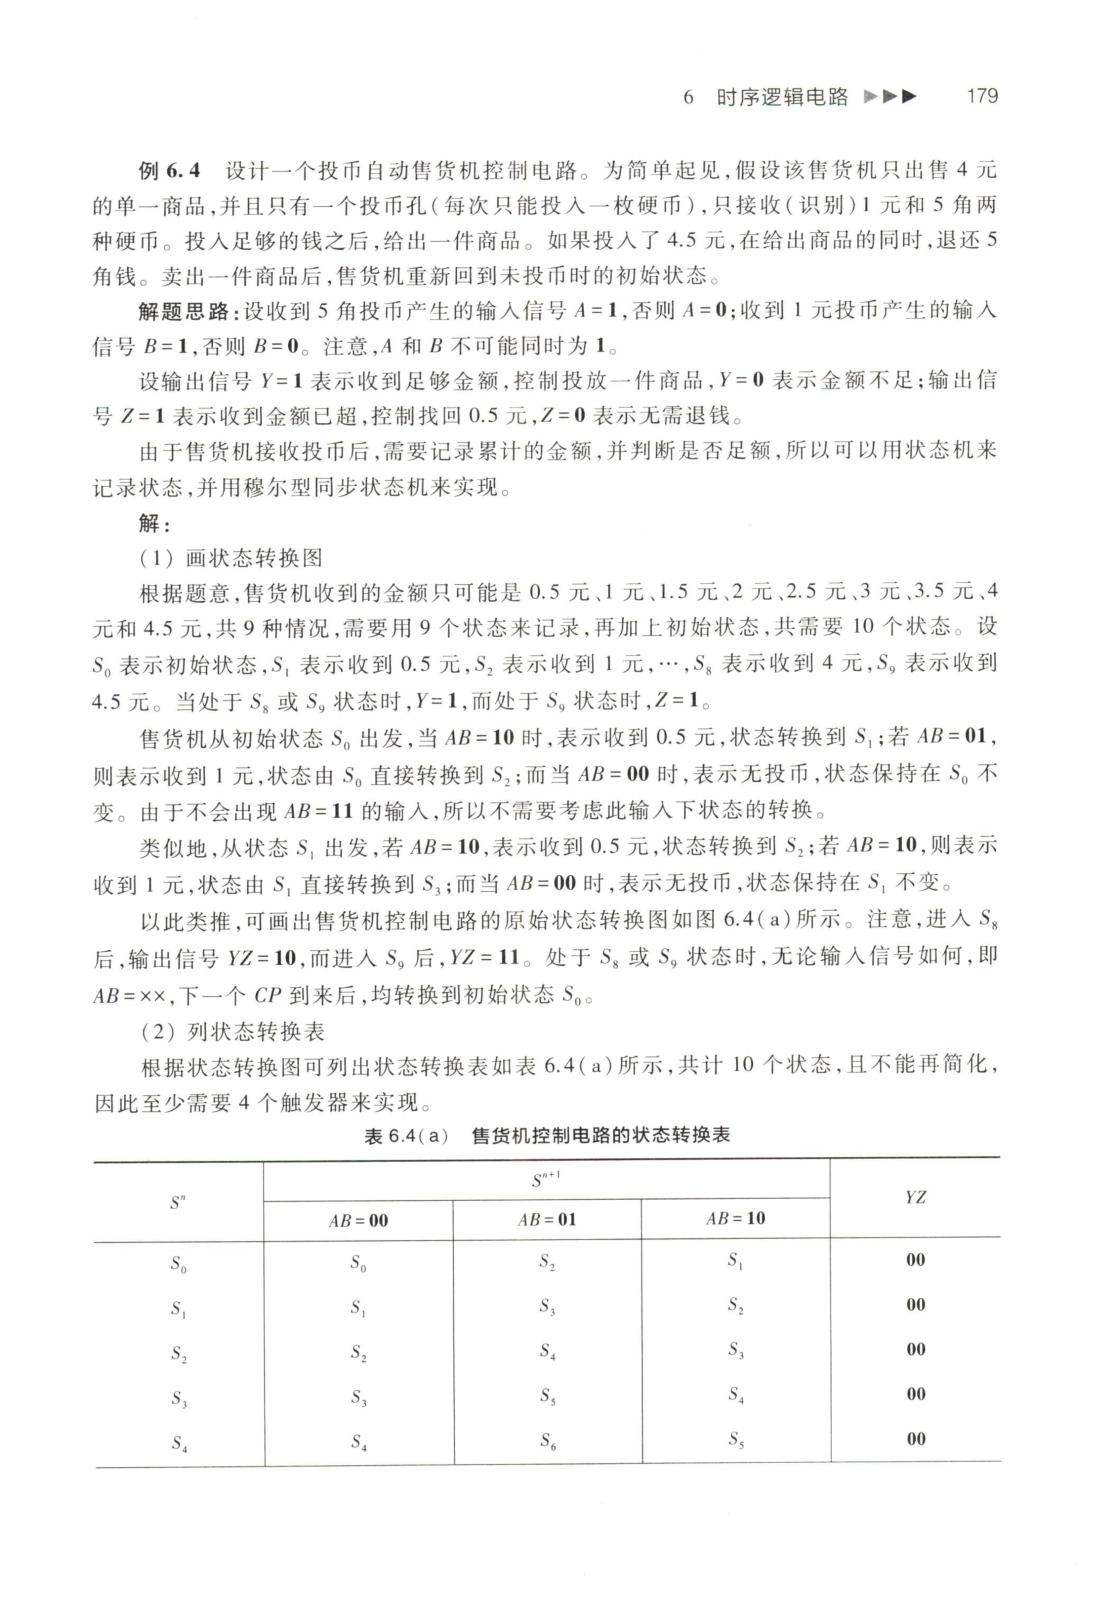 6 时序逻辑电路 ▶▶▶ 179
例 6.4 设计一个投币自动售货机控制电路。为简单起见,假设该售货机只出售 4 元
的单一商品,并且只有一个投币孔(每次只能投入一枚硬币),只接收(识别)1 元和 5 角两
种硬币。投入足够的钱之后,给出一件商品。如果投入了 4.5 元,在给出商品的同时,退还 5
角钱。卖出一件商品后,售货机重新回到未投币时的初始状态。
解题思路:设收到 5 角投币产生的输入信号 A=1,否则 A=0;收到 1 元投币产生的输入
信号 B=1,否则 B=0。注意,A 和 B 不可能同时为 1。
设输出信号 Y=1 表示收到足够金额,控制投放一件商品,Y=0 表示金额不足;输出信
号 Z=1 表示收到金额已超,控制找回 0.5 元,Z=0 表示无需退钱。
由于售货机接收投币后,需要记录累计的金额,并判断是否足额,所以可以用状态机来
记录状态,并用穆尔型同步状态机来实现。
解:
(1) 画状态转换图
根据题意,售货机收到的金额只可能是 0.5 元、1 元、1.5 元、2 元、2.5 元、3 元、3.5 元、4
元和 4.5 元,共 9 种情况,需要用 9 个状态来记录,再加上初始状态,共需要 10 个状态。设
S₀ 表示初始状态,S₁ 表示收到 0.5 元,S₂ 表示收到 1 元,…,S₈ 表示收到 4 元,S₉ 表示收到
4.5 元。当处于 S₈ 或 S₉ 状态时,Y=1,而处于 S₉ 状态时,Z=1。
售货机从初始状态 S₀ 出发,当 AB=10 时,表示收到 0.5 元,状态转换到 S₁;若 AB=01,
则表示收到 1 元,状态由 S₀ 直接转换到 S₂;而当 AB=00 时,表示无投币,状态保持在 S₀ 不
变。由于不会出现 AB=11 的输入,所以不需要考虑此输入下状态的转换。
类似地,从状态 S₁ 出发,若 AB=10,表示收到 0.5 元,状态转换到 S₂;若 AB=10,则表示
收到 1 元,状态由 S₁ 直接转换到 S₃;而当 AB=00 时,表示无投币,状态保持在 S₁ 不变。
以此类推,可画出售货机控制电路的原始状态转换图如图 6.4(a)所示。注意,进入 S₈
后,输出信号 YZ=10,而进入 S₉ 后,YZ=11。处于 S₈ 或 S₉ 状态时,无论输入信号如何,即
AB=××,下一个 CP 到来后,均转换到初始状态 S₀。
(2) 列状态转换表
根据状态转换图可列出状态转换表如表 6.4(a)所示,共计 10 个状态,且不能再简化,
因此至少需要 4 个触发器来实现。
表 6.4(a) 售货机控制电路的状态转换表
Sⁿ Sⁿ⁺¹ YZ
AB=00 AB=01 AB=10
S₀ S₀ S₂ S₁ 00
S₁ S₁ S₃ S₂ 00
S₂ S₂ S₄ S₃ 00
S₃ S₃ S₅ S₄ 00
S₄ S₄ S₆ S₅ 00